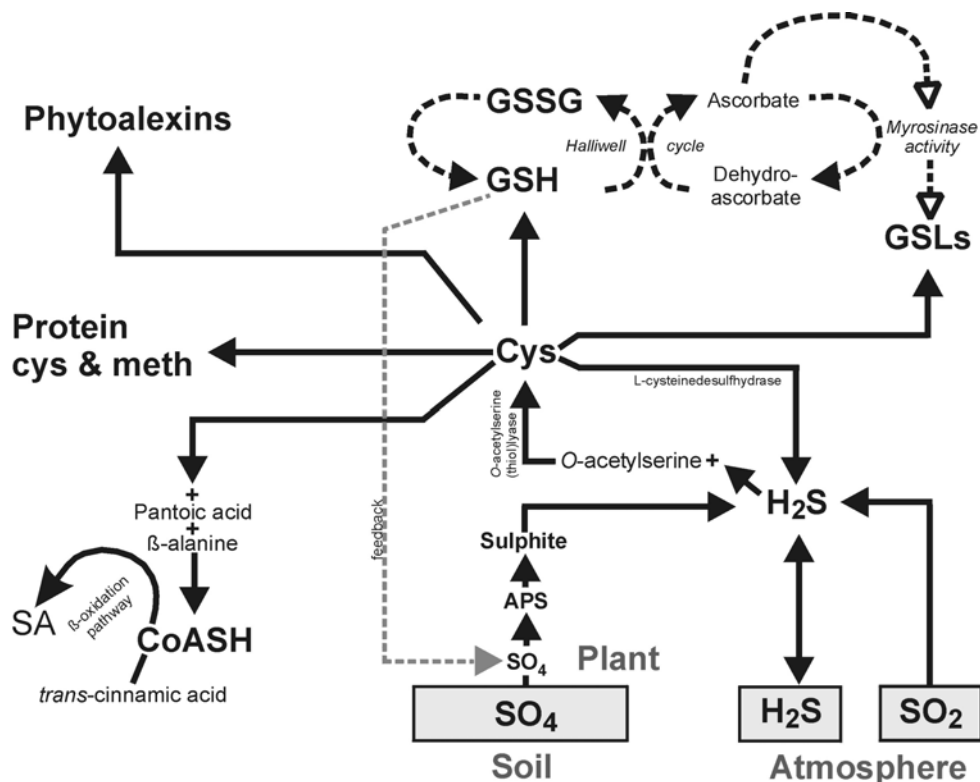 GSSG
Ascorbate
Phytoalexins
Halliwell
cycle
Myrosinase
activity
GSH
Dehydro-
ascorbate
GSLs
Protein
cys & meth
Cys
L-cysteinedesulfhydrase
O-acetylserine
(thiol)lyase
O-acetylserine +
+
Pantoic acid
+
ß-alanine
H₂S
feedback
Sulphite
APS
SA
ß-oxidation
pathway
CoASH
SO₄
Plant
trans-cinnamic acid
SO₄
H₂S
SO₂
Soil
Atmosphere